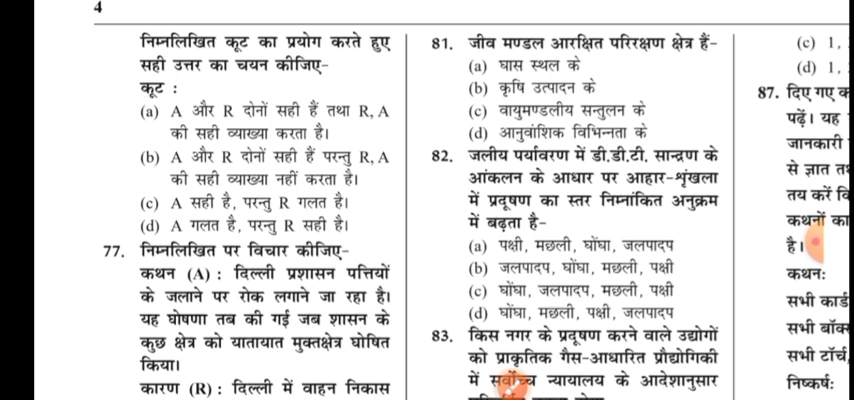 4
निम्नलिखित कूट का प्रयोग करते हुए
सही उत्तर का चयन कीजिए-
कूट :
(a) A और R दोनों सही हैं तथा R, A
की सही व्याख्या करता है।
(b) A और R दोनों सही हैं परन्तु R, A
की सही व्याख्या नहीं करता है।
(c) A सही है, परन्तु R गलत है।
(d) A गलत है, परन्तु R सही है।
77. निम्नलिखित पर विचार कीजिए-
कथन (A) : दिल्ली प्रशासन पत्तियों
के जलाने पर रोक लगाने जा रहा है।
यह घोषणा तब की गई जब शासन के
कुछ क्षेत्र को यातायात मुक्तक्षेत्र घोषित
किया।
कारण (R) : दिल्ली में वाहन निकास
81. जीव मण्डल आरक्षित परिरक्षण क्षेत्र हैं-
(a) घास स्थल के
(b) कृषि उत्पादन के
(c) वायुमण्डलीय सन्तुलन के
(d) आनुवांशिक विभिन्नता के
82. जलीय पर्यावरण में डी.डी.टी. सान्द्रण के
आंकलन के आधार पर आहार-शृंखला
में प्रदूषण का स्तर निम्नांकित अनुक्रम
में बढ़ता है-
(a) पक्षी, मछली, घोंघा, जलपादप
(b) जलपादप, घोंघा, मछली, पक्षी
(c) घोंघा, जलपादप, मछली, पक्षी
(d) घोंघा, मछली, पक्षी, जलपादप
83. किस नगर के प्रदूषण करने वाले उद्योगों
को प्राकृतिक गैस-आधारित प्रौद्योगिकी
में सर्वोच्च न्यायालय के आदेशानुसार
(c) 1,
(d) 1,
87. दिए गए
पढ़ें। यह
जानकारी
से ज्ञात
तय करें
कथनों का
है।
कथन:
सभी कार्ड
सभी
सभी टॉर्च,
निष्कर्ष: